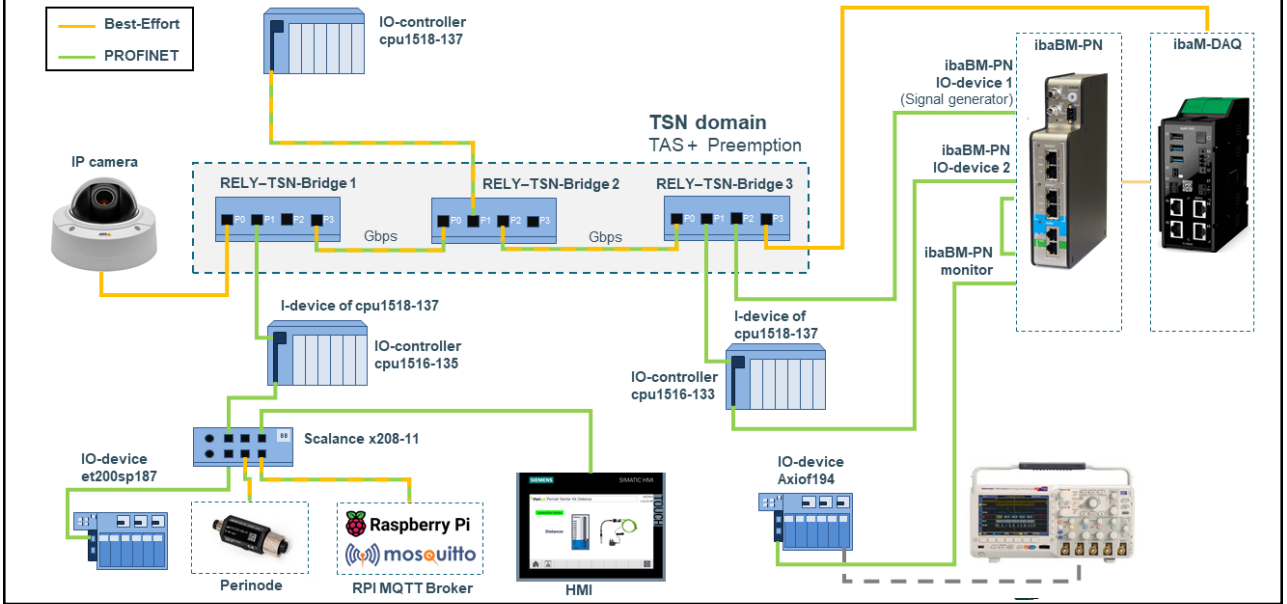 Best-Effort
PROFINET
IO-controller
cpu1518-137
ibaBM-PN
ibaM-DAQ
ibaBM-PN
IO-device 1
(Signal generator)
TSN domain
TAS + Preemption
IP camera
ibaBM-PN
IO-device 2
RELY–TSN-Bridge 1
RELY–TSN-Bridge 2
RELY–TSN-Bridge 3
P0 P1 P2 P3
P0 P1 P2 P3
P0 P1 P2 P3
Gbps
Gbps
ibaBM-PN
monitor
I-device of cpu1518-137
I-device of
cpu1518-137
IO-controller
cpu1516-135
IO-controller
cpu1516-133
Scalance x208-11
IO-device
et200sp187
IO-device
Axiof194
SIEMENS
SIMATIC HMI
TOUCH
Distance:
Raspberry Pi
mosquitto
Perinode
RPI MQTT Broker
HMI